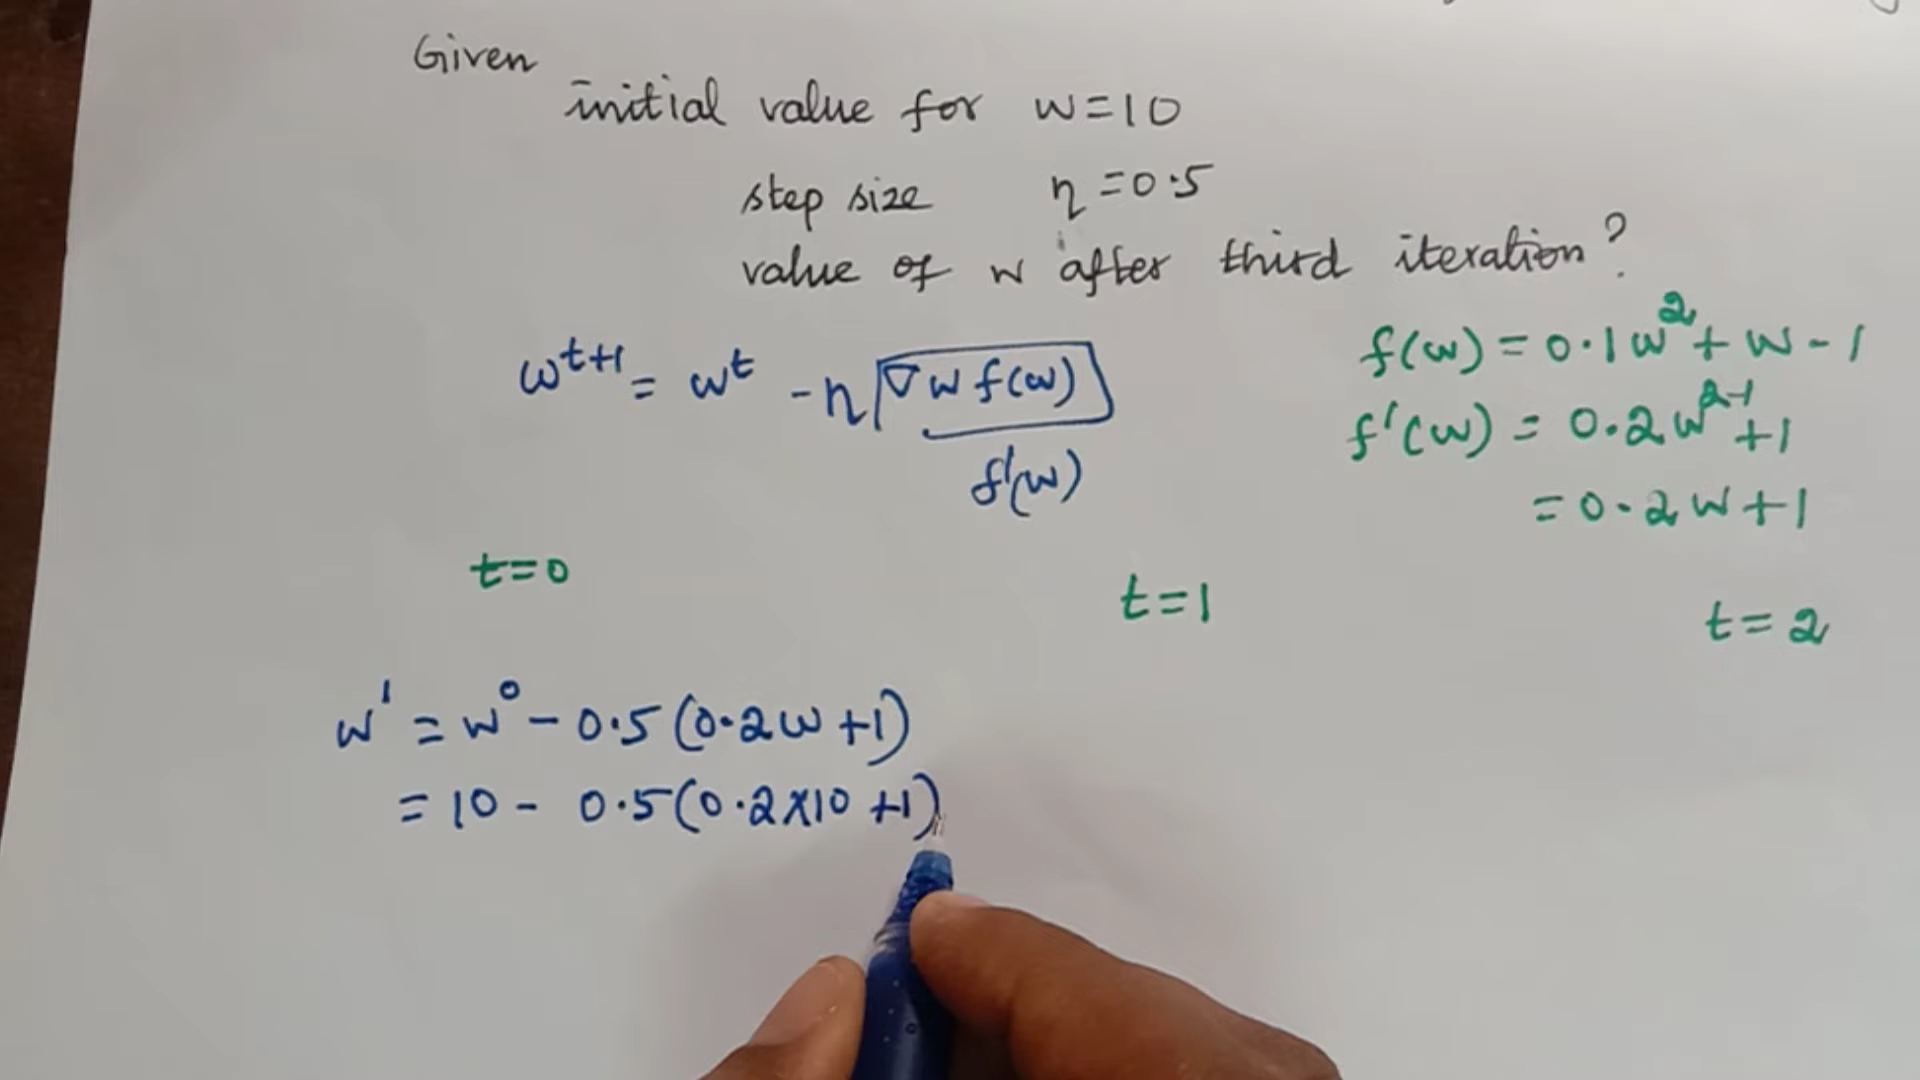 Given
initial value for w=10
step size η=0.5
value of w after third iteration?
w^t+1 = w^t - η ∇w f(w)
f'(w)
f(w) = 0.1w^2 + w - 1
f'(w) = 0.2w^2-1 + 1
= 0.2w + 1
t=0
t=1
t=2
w^1 = w^0 - 0.5(0.2w+1)
= 10 - 0.5(0.2×10+1)